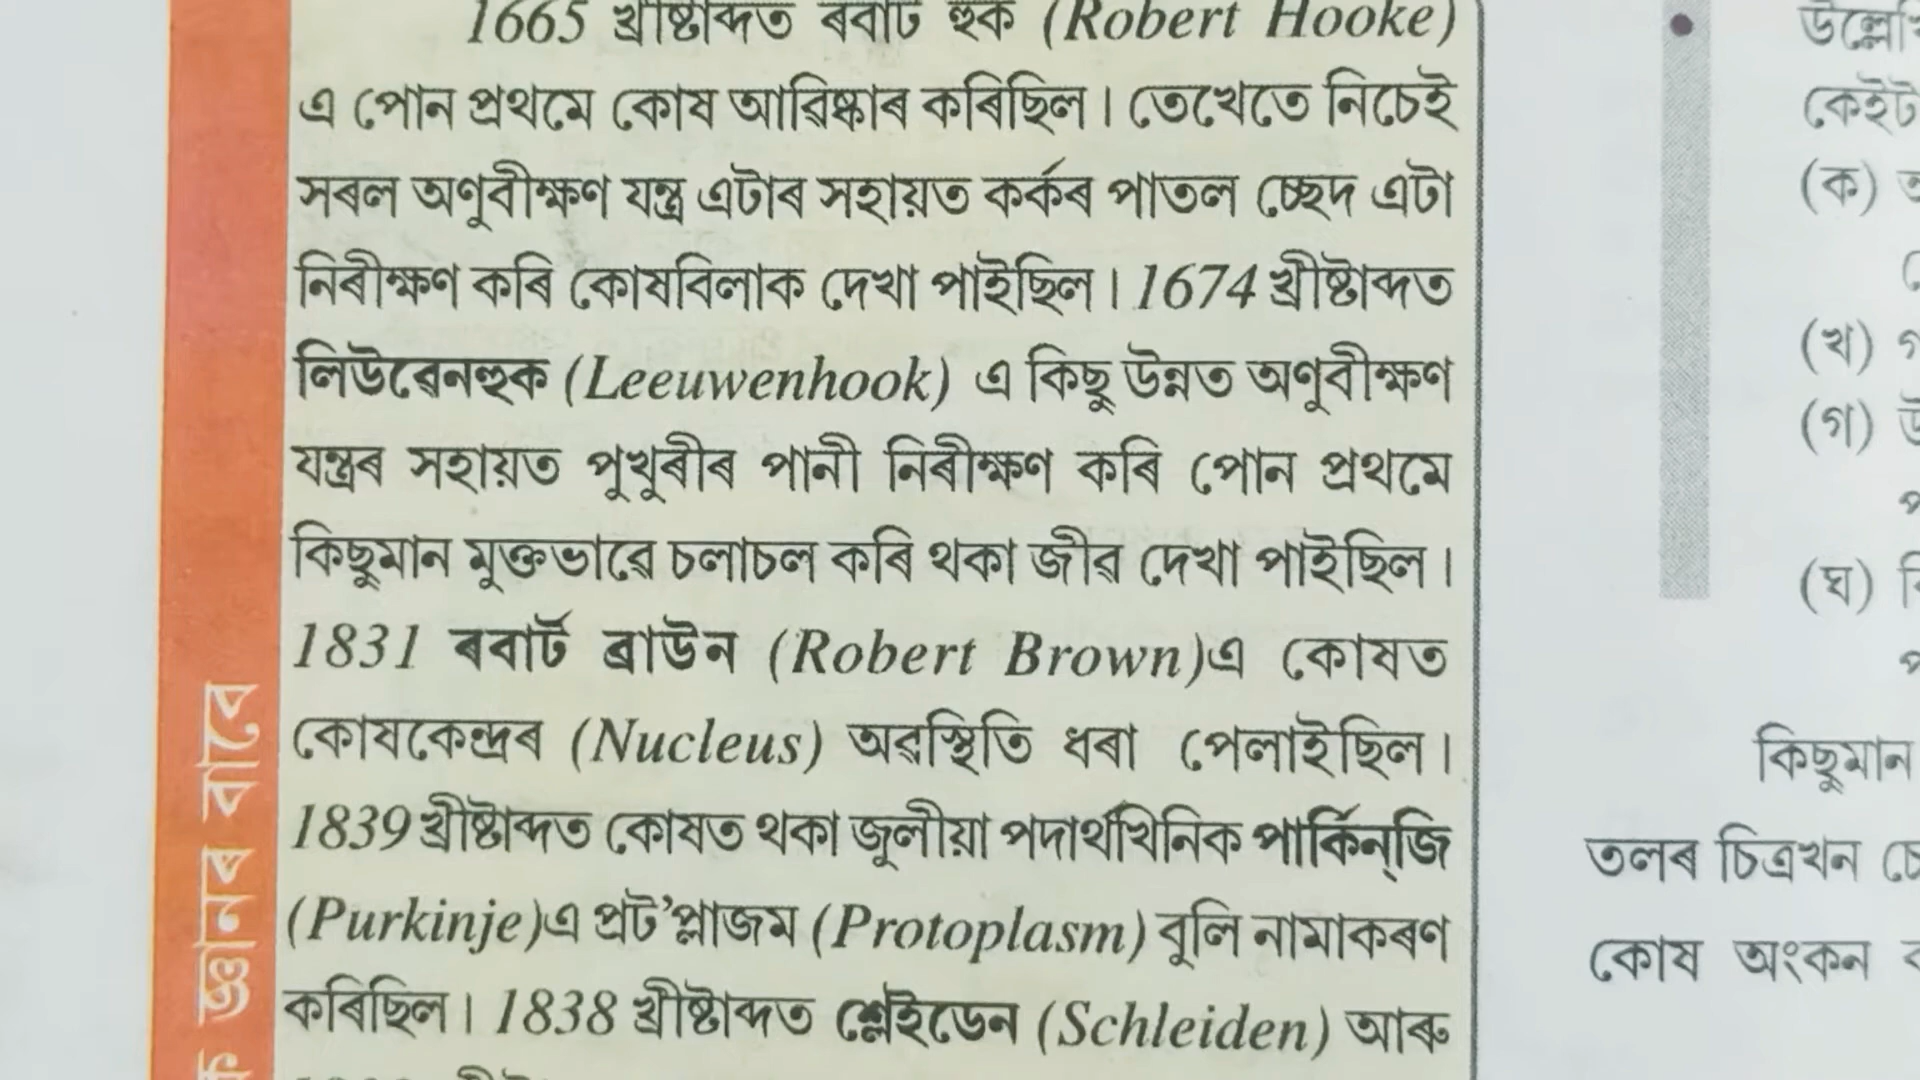 1665 খ্ৰীষ্টাব্দত ৰবাৰ্ট হুক (Robert Hooke)
এ পোন প্ৰথমে কোষ আৱিষ্কাৰ কৰিছিল। তেখেতে নিচেই
সৰল অণুবীক্ষণ যন্ত্ৰ এটাৰ সহায়ত কৰ্কৰ পাতল চ্ছেদ এটা
নিৰীক্ষণ কৰি কোষবিলাক দেখা পাইছিল। 1674 খ্ৰীষ্টাব্দত
লিউৱেনহুক (Leeuwenhook) এ কিছু উন্নত অণুবীক্ষণ
যন্ত্ৰৰ সহায়ত পুখুৰীৰ পানী নিৰীক্ষণ কৰি পোন প্ৰথমে
কিছুমান মুক্তভাৱে চলাচল কৰি থকা জীৱ দেখা পাইছিল।
1831 ৰবাৰ্ট ব্ৰাউন (Robert Brown)এ কোষত
কোষকেন্দ্ৰৰ (Nucleus) অৱস্থিতি ধৰা পেলাইছিল।
1839 খ্ৰীষ্টাব্দত কোষত থকা জুলীয়া পদাৰ্থখিনিক পাৰ্কিন্‌জি
(Purkinje)এ প্ৰট'প্লাজম (Protoplasm) বুলি নামাকৰণ
কৰিছিল। 1838 খ্ৰীষ্টাব্দত শ্লেইডেন (Schleiden) আৰু
জ্ঞানৰ বাবে
(ক)
(খ)
(গ)
(ঘ)
কিছুমান
তলৰ চিত্ৰখন
কোষ অংকন